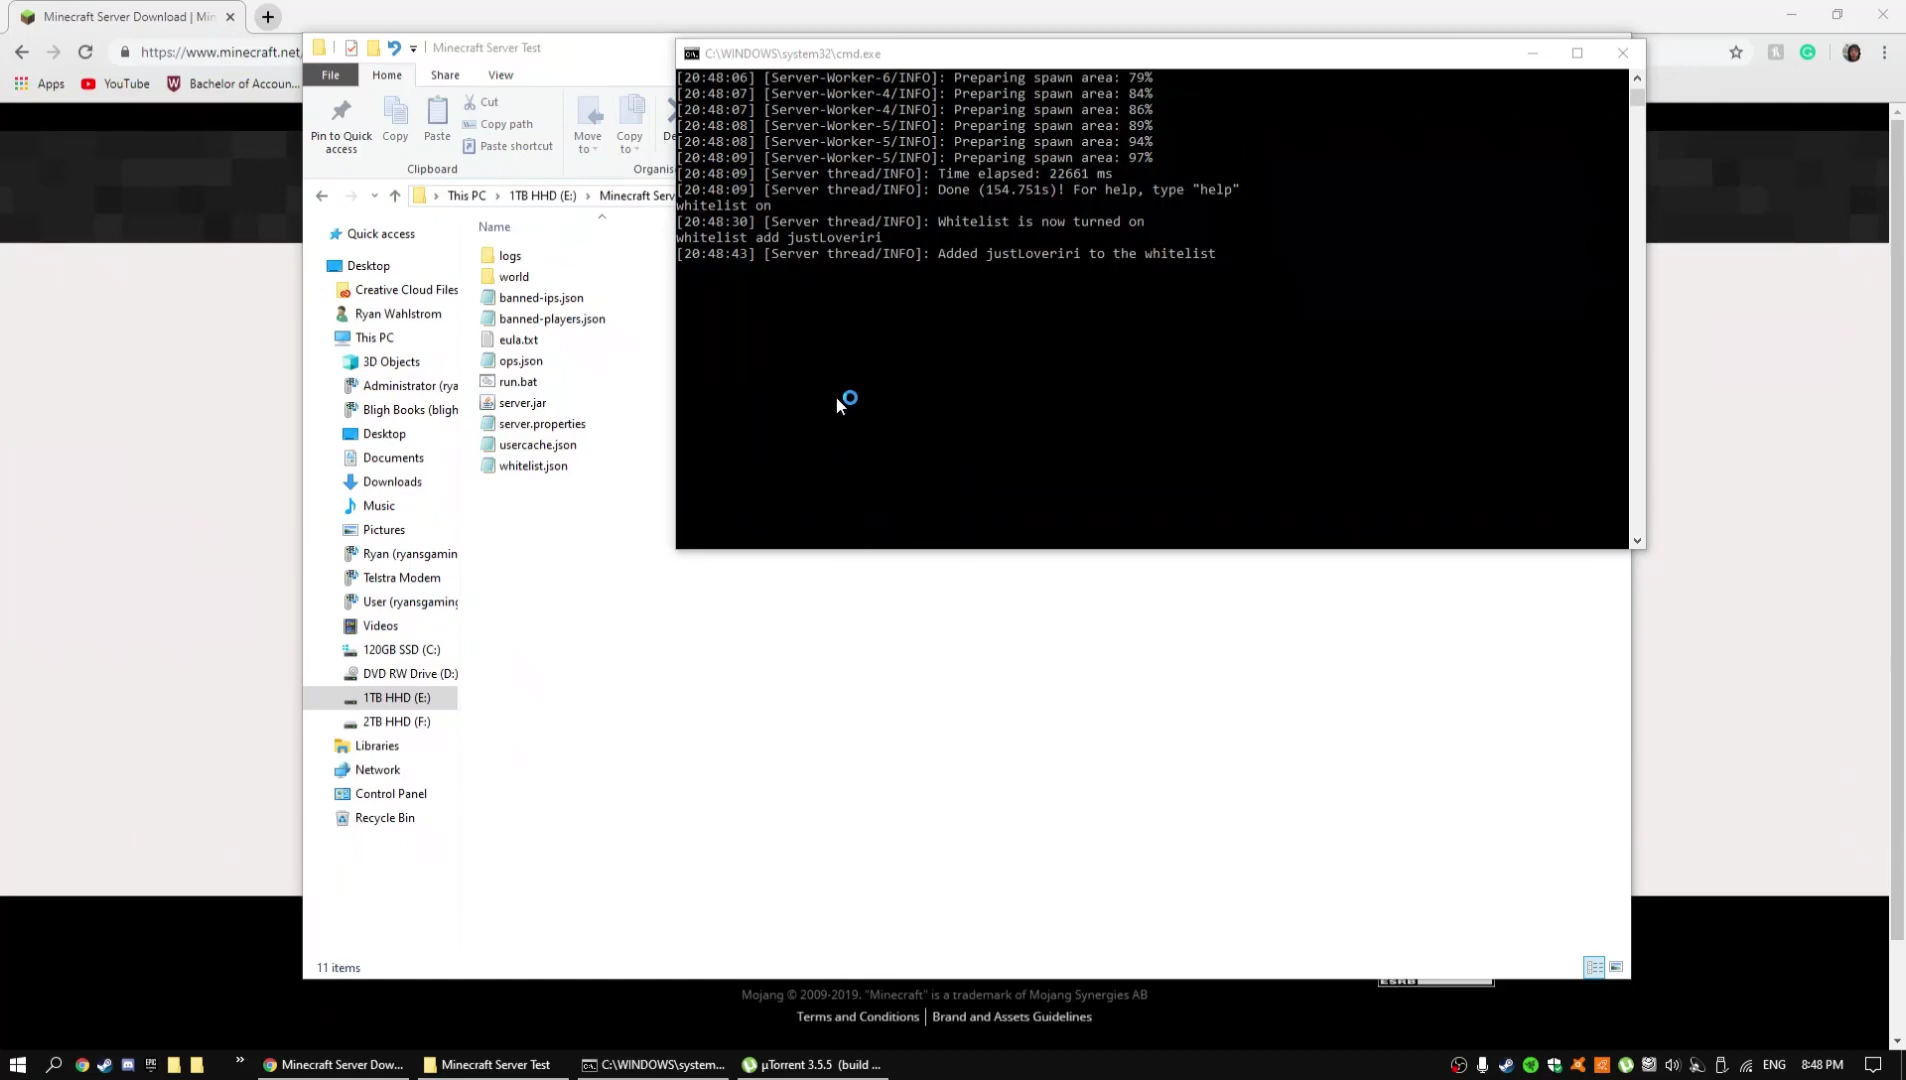 Minecraft Server Download | Min
https://www.minecraft.net
Apps
YouTube
Bachelor of Accoun...
Minecraft Server Test
File
Home
Share
View
Pin to Quick access
Copy
Paste
Cut
Copy path
Paste shortcut
Move to
Copy to
Clipboard
Organis
This PC
1TB HHD (E:)
Minecraft Serv
Name
Quick access
Desktop
Creative Cloud Files
Ryan Wahlstrom
This PC
3D Objects
Administrator (rya
Bligh Books (bligh
Desktop
Documents
Downloads
Music
Pictures
Ryan (ryansgamin
Telstra Modem
User (ryansgaming
Videos
120GB SSD (C:)
DVD RW Drive (D:)
1TB HHD (E:)
2TB HHD (F:)
Libraries
Network
Control Panel
Recycle Bin
logs
world
banned-ips.json
banned-players.json
eula.txt
ops.json
run.bat
server.jar
server.properties
usercache.json
whitelist.json
11 items
C:\WINDOWS\system32\cmd.exe
[20:48:06] [Server-Worker-6/INFO]: Preparing spawn area: 79%
[20:48:07] [Server-Worker-4/INFO]: Preparing spawn area: 84%
[20:48:07] [Server-Worker-4/INFO]: Preparing spawn area: 86%
[20:48:08] [Server-Worker-5/INFO]: Preparing spawn area: 89%
[20:48:08] [Server-Worker-5/INFO]: Preparing spawn area: 94%
[20:48:09] [Server-Worker-5/INFO]: Preparing spawn area: 97%
[20:48:09] [Server thread/INFO]: Time elapsed: 22661 ms
[20:48:09] [Server thread/INFO]: Done (154.751s)! For help, type "help"
whitelist on
[20:48:30] [Server thread/INFO]: Whitelist is now turned on
whitelist add justLoveriri
[20:48:43] [Server thread/INFO]: Added justLoveriri to the whitelist
Mojang © 2009-2019. "Minecraft" is a trademark of Mojang Synergies AB
Terms and Conditions | Brand and Assets Guidelines
Minecraft Server Dow...
Minecraft Server Test
C:\WINDOWS\system...
µTorrent 3.5.5 (build ...
ENG
8:48 PM